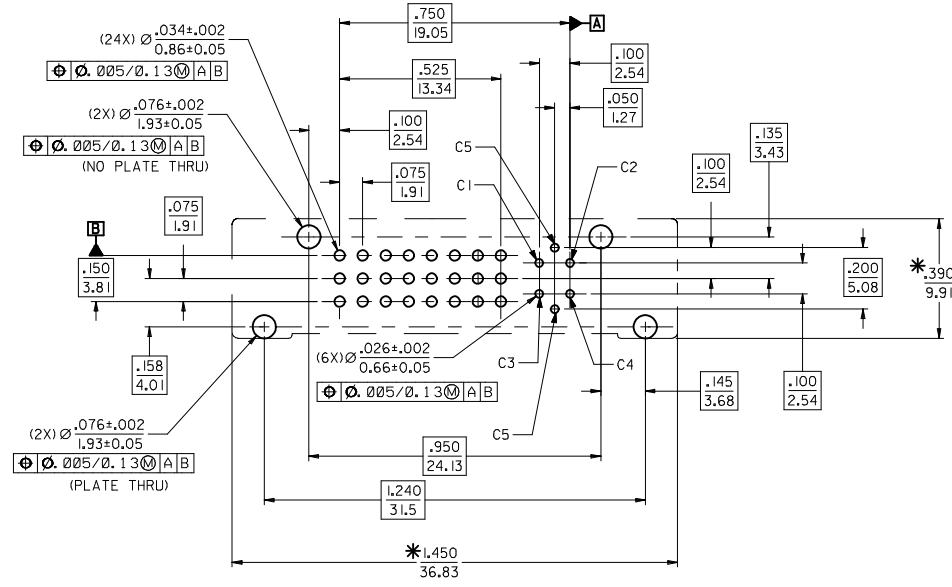 .750
19.05
A
(24X) Ø .034±.002
0.86±0.05
⌖ Ø.005/0.13Ⓜ A B
.100
2.54
.525
13.34
(2X) Ø .076±.002
1.93±0.05
⌖ Ø.005/0.13Ⓜ A B
(NO PLATE THRU)
.050
1.27
.100
2.54
.135
3.43
C5
C1
C2
.100
2.54
.075
1.91
.075
1.91
B
.150
3.81
.200
5.08
* .390
9.91
(6X) Ø .026±.002
0.66±0.05
⌖ Ø.005/0.13Ⓜ A B
C3
C4
C5
.158
4.01
.145
3.68
.100
2.54
(2X) Ø .076±.002
1.93±0.05
⌖ Ø.005/0.13Ⓜ A B
(PLATE THRU)
.950
24.13
1.240
31.5
* 1.450
36.83